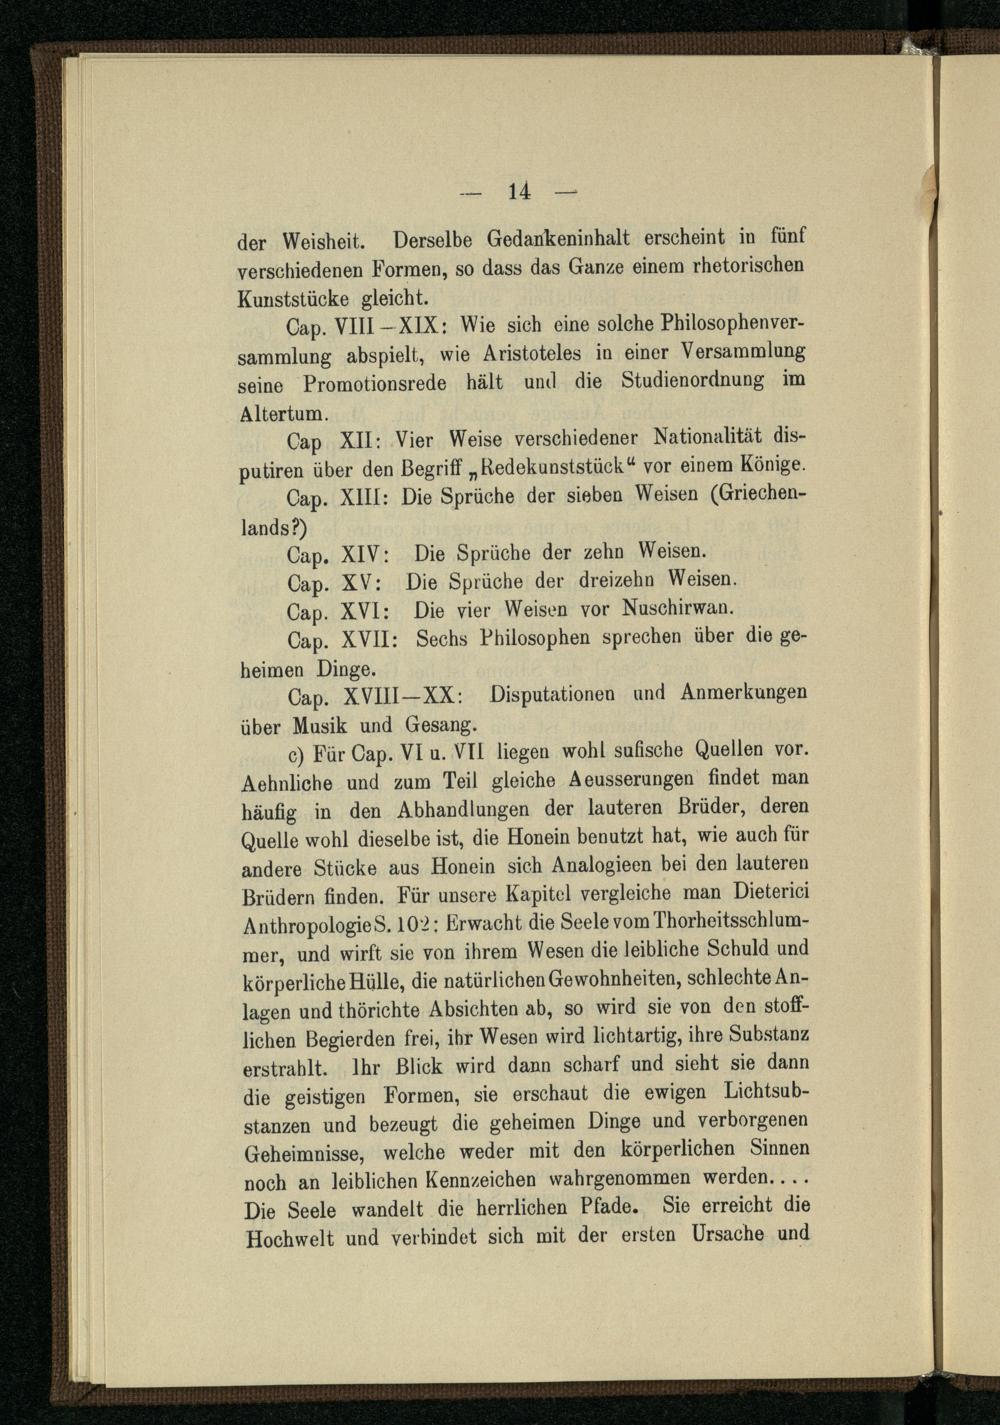 — 14 —
der Weisheit. Derselbe Gedankeninhalt erscheint in fünf
verschiedenen Formen, so dass das Ganze einem rhetorischen
Kunststücke gleicht.
Cap. VIII—XIX: Wie sich eine solche Philosophenver-
sammlung abspielt, wie Aristoteles in einer Versammlung
seine Promotionsrede hält und die Studienordnung im
Altertum.
Cap XII: Vier Weise verschiedener Nationalität dis-
putiren über den Begriff „Redekunststück“ vor einem Könige.
Cap. XIII: Die Sprüche der sieben Weisen (Griechen-
lands?)
Cap. XIV: Die Sprüche der zehn Weisen.
Cap. XV: Die Sprüche der dreizehn Weisen.
Cap. XVI: Die vier Weisen vor Nuschirwan.
Cap. XVII: Sechs Philosophen sprechen über die ge-
heimen Dinge.
Cap. XVIII—XX: Disputationen und Anmerkungen
über Musik und Gesang.
c) Für Cap. VI u. VII liegen wohl sufische Quellen vor.
Aehnliche und zum Teil gleiche Aeusserungen findet man
häufig in den Abhandlungen der lauteren Brüder, deren
Quelle wohl dieselbe ist, die Honein benutzt hat, wie auch für
andere Stücke aus Honein sich Analogieen bei den lauteren
Brüdern finden. Für unsere Kapitel vergleiche man Dieterici
Anthropologie S. 102: Erwacht die Seele vom Thorheitsschlum-
mer, und wirft sie von ihrem Wesen die leibliche Schuld und
körperliche Hülle, die natürlichen Gewohnheiten, schlechte An-
lagen und thörichte Absichten ab, so wird sie von den stoff-
lichen Begierden frei, ihr Wesen wird lichtartig, ihre Substanz
erstrahlt. Ihr Blick wird dann scharf und sieht sie dann
die geistigen Formen, sie erschaut die ewigen Lichtsub-
stanzen und bezeugt die geheimen Dinge und verborgenen
Geheimnisse, welche weder mit den körperlichen Sinnen
noch an leiblichen Kennzeichen wahrgenommen werden....
Die Seele wandelt die herrlichen Pfade. Sie erreicht die
Hochwelt und verbindet sich mit der ersten Ursache und